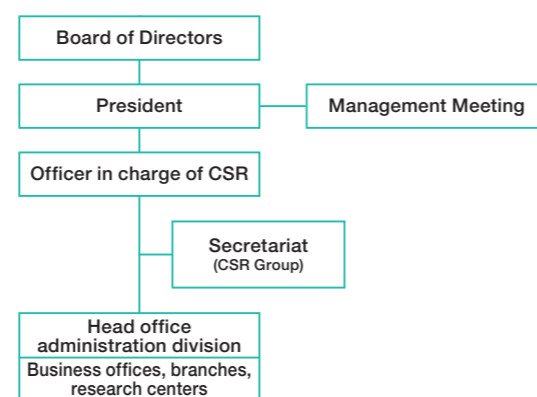 Board of Directors
President
Management Meeting
Officer in charge of CSR
Secretariat
(CSR Group)
Head office
administration division
Business offices, branches,
research centers